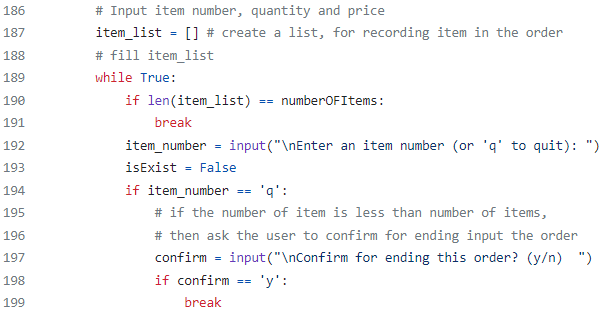 186 # Input item number, quantity and price
187 item_list = [] # create a list, for recording item in the order
188 # fill item_list
189 while True:
190 if len(item_list) == numberOFItems:
191 break
192 item_number = input("\nEnter an item number (or 'q' to quit): ")
193 isExist = False
194 if item_number == 'q':
195 # if the number of item is less than number of items,
196 # then ask the user to confirm for ending input the order
197 confirm = input("\nConfirm for ending this order? (y/n)  ")
198 if confirm == 'y':
199 break